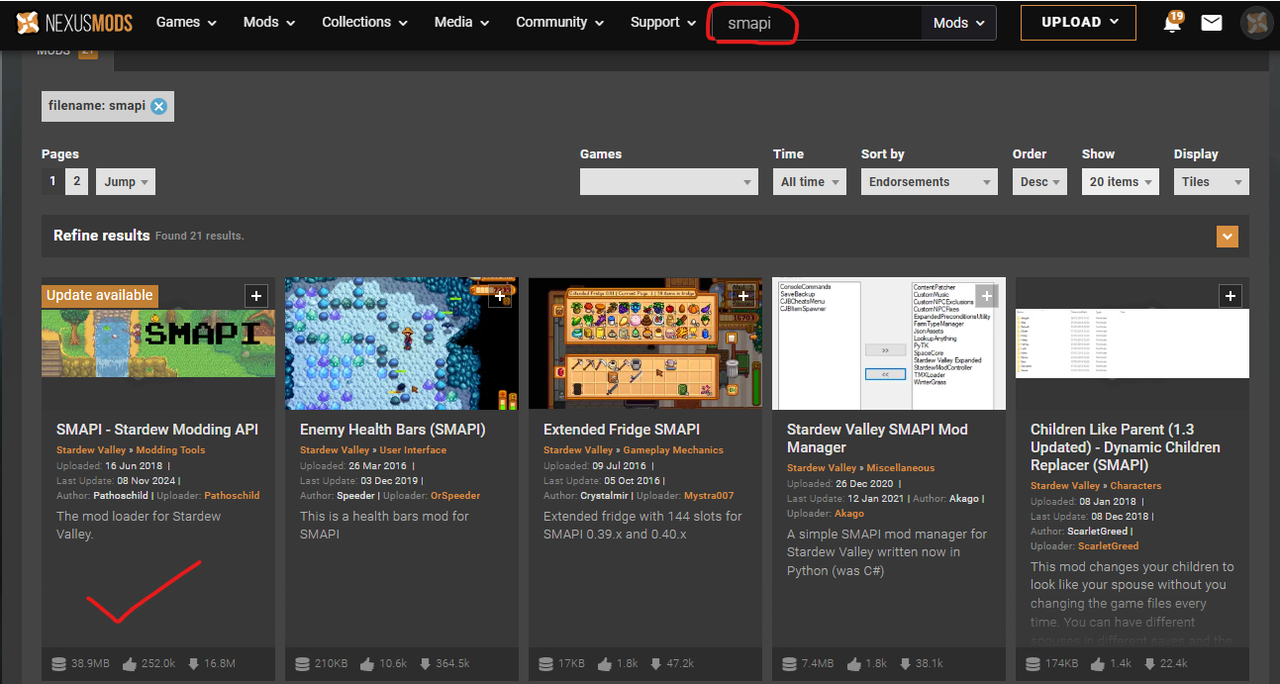 NEXUSMODS Games Mods Collections Media Community Support smapi Mods UPLOAD 19
MODS 21
filename: smapi
Pages
1 2 Jump
Games Time Sort by Order Show Display
All time Endorsements Desc 20 items Tiles
Refine results Found 21 results.
Update available
SMAPI
SMAPI - Stardew Modding API
Stardew Valley » Modding Tools
Uploaded: 16 Jun 2018 |
Last Update: 08 Nov 2024 |
Author: Pathoschild | Uploader: Pathoschild
The mod loader for Stardew
Valley.
38.9MB 252.0k 16.8M
Enemy Health Bars (SMAPI)
Stardew Valley » User Interface
Uploaded: 26 Mar 2016 |
Last Update: 03 Dec 2019 |
Author: Speeder | Uploader: OrSpeeder
This is a health bars mod for
SMAPI
210KB 10.6k 364.5k
Extended Fridge SMAPI
Stardew Valley » Gameplay Mechanics
Uploaded: 09 Jul 2016 |
Last Update: 05 Oct 2016 |
Author: Crystalmir | Uploader: Mystra007
Extended fridge with 144 slots for
SMAPI 0.39.x and 0.40.x
17KB 1.8k 47.2k
ConsoleCommands
SaveBackup
CJBCheatsMenu
CJBItemSpawner
>>
<<
ContentPatcher
CustomMusic
CustomNPCExclusions
CustomNPCFixes
ExpandedPreconditionsUtility
FarmTypeManager
JsonAssets
LookupAnything
PyTK
SpaceCore
Stardew Valley Expanded
StardewModController
TMXLoader
WinterGrass
Stardew Valley SMAPI Mod
Manager
Stardew Valley » Miscellaneous
Uploaded: 26 Dec 2020 |
Last Update: 12 Jan 2021 | Author: Akago |
Uploader: Akago
A simple SMAPI mod manager for
Stardew Valley written now in
Python (was C#)
7.4MB 1.8k 38.1k
Children Like Parent (1.3
Updated) - Dynamic Children
Replacer (SMAPI)
Stardew Valley » Characters
Uploaded: 08 Jan 2018 |
Last Update: 08 Dec 2018 |
Author: ScarletGreed |
Uploader: ScarletGreed
This mod changes your children to
look like your spouse without you
changing the game files every
time. You can have different
spouses in different saves and the
174KB 1.4k 22.4k